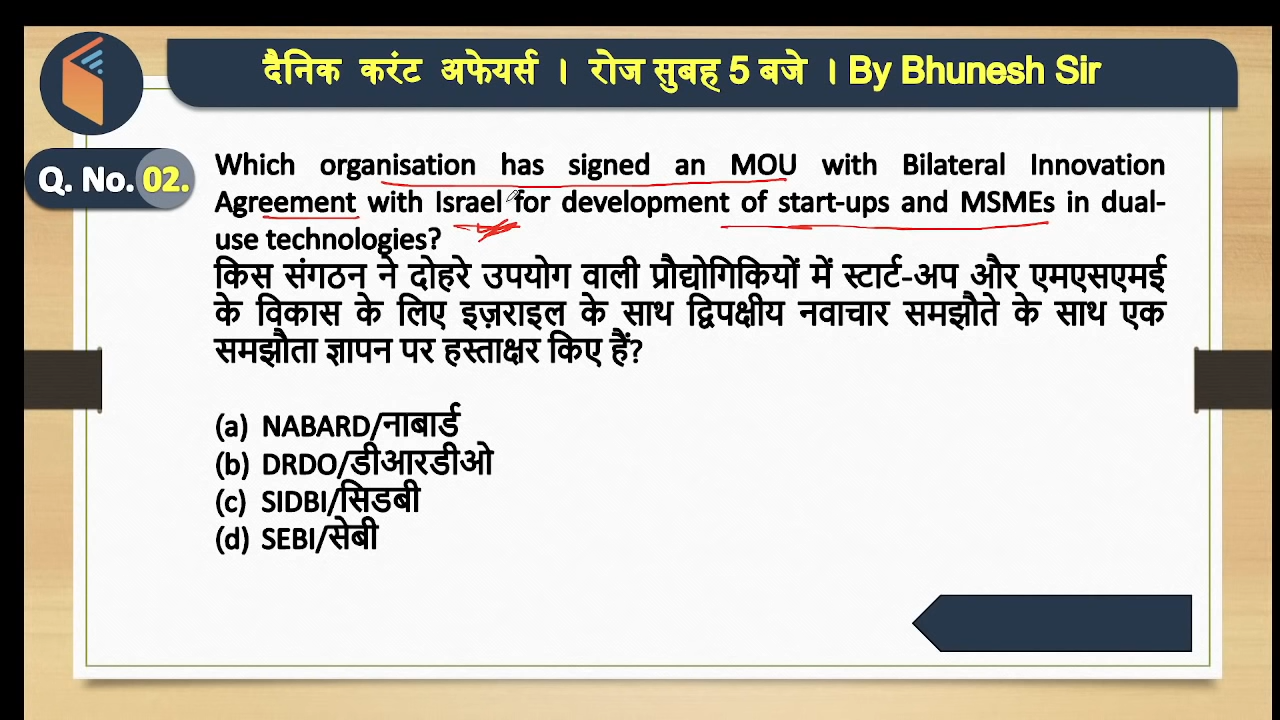 दैनिक करंट अफेयर्स । रोज सुबह 5 बजे । By Bhunesh Sir
Q. No. 02.
Which organisation has signed an MOU with Bilateral Innovation
Agreement with Israel for development of start-ups and MSMEs in dual-
use technologies?
किस संगठन ने दोहरे उपयोग वाली प्रौद्योगिकियों में स्टार्ट-अप और एमएसएमई
के विकास के लिए इज़राइल के साथ द्विपक्षीय नवाचार समझौते के साथ एक
समझौता ज्ञापन पर हस्ताक्षर किए हैं?
(a) NABARD/नाबार्ड
(b) DRDO/डीआरडीओ
(c) SIDBI/सिडबी
(d) SEBI/सेबी